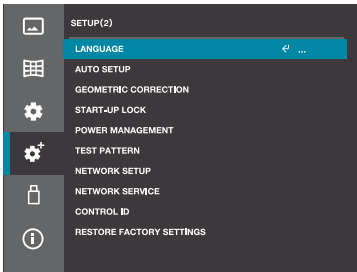 SETUP(2)
LANGUAGE ...
AUTO SETUP
GEOMETRIC CORRECTION
START-UP LOCK
POWER MANAGEMENT
TEST PATTERN
NETWORK SETUP
NETWORK SERVICE
CONTROL ID
RESTORE FACTORY SETTINGS